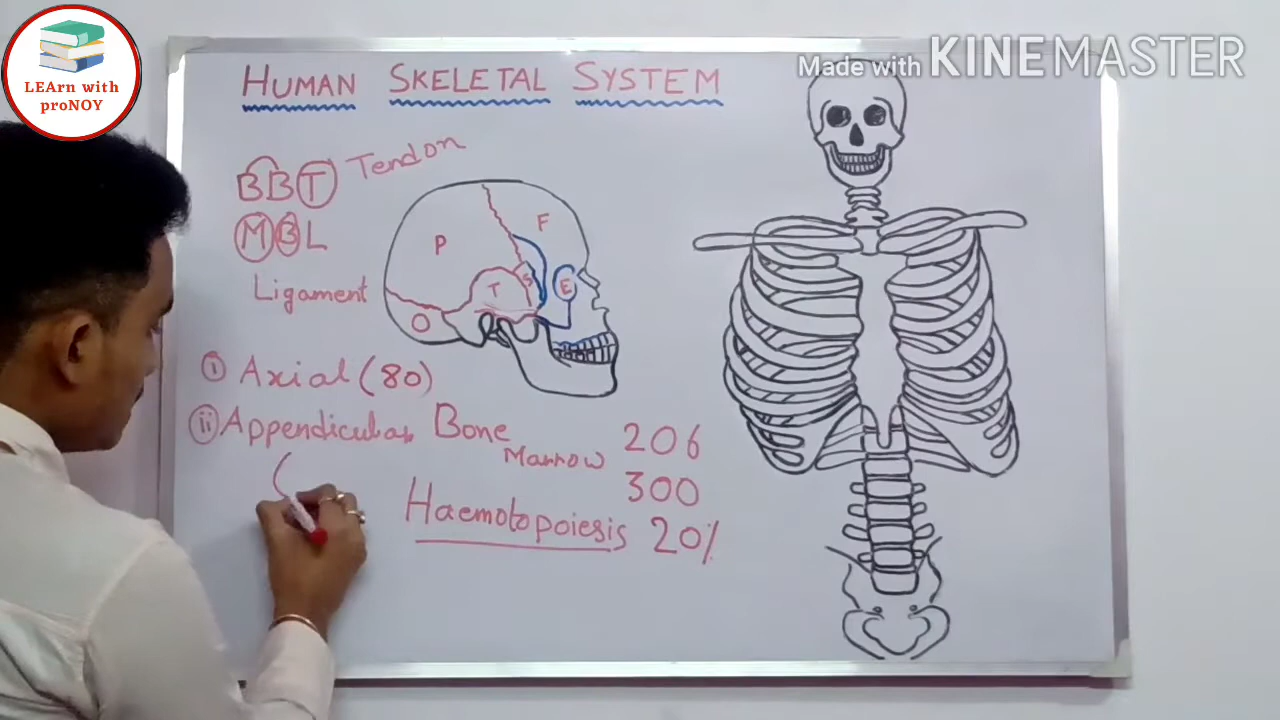 LEArn with
proNOY
Made with KINEMASTER
HUMAN SKELETAL SYSTEM
BBT Tendon
MBL
Ligament
P
F
S
E
T
O
i Axial (80)
ii Appendicular
(
Bone
Marrow
206
300
Haemotopoiesis 20%